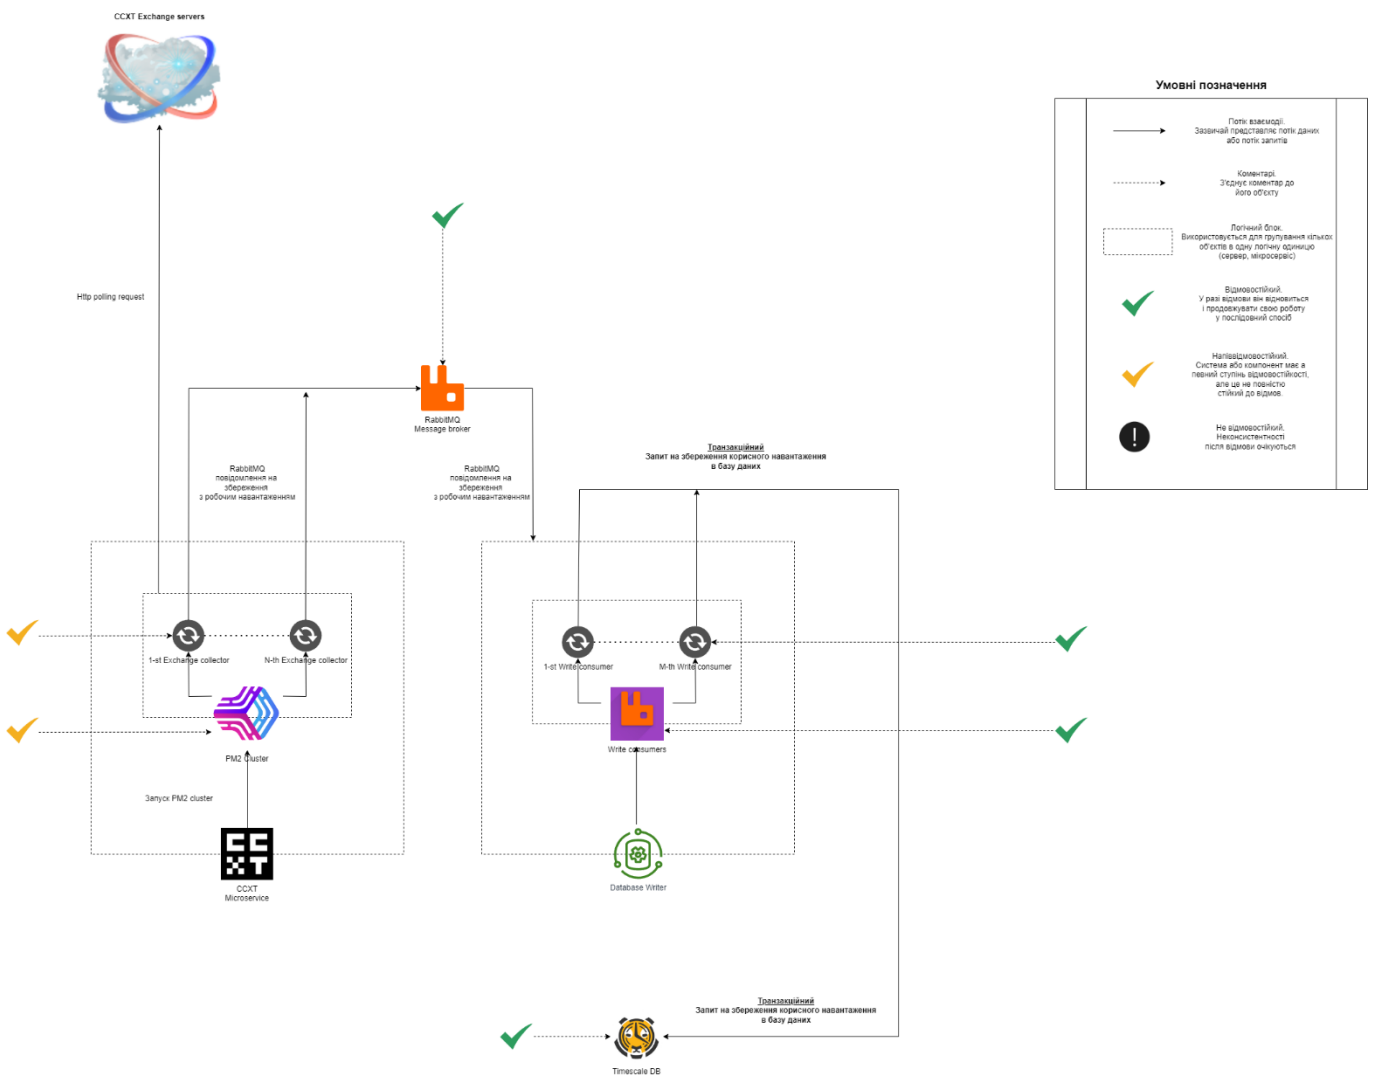 CCXT Exchange servers
Умовні позначення
Потік взаємодії.
Зазвичай представляє потік даних
або потік запитів
Коментарі.
З'єднує коментар до
його об'єкту
Логічний блок.
Використовується для групування кількох
об'єктів в одну логічну одиницю
(сервер, мікросервіс)
Відмовостійкий.
У разі відмови він відновиться
і продовжувати свою роботу
у послідовний спосіб
Напіввідмовостійкий.
Система або компонент має а
певний ступінь відмовостійкості,
але це не повністю
стійкий до відмов.
Не відмовостійкий.
Неконсистентності
після відмови очікуються
Http polling request
RabbitMQ
Message broker
RabbitMQ
повідомлення на
збереження
з робочим навантаженням
RabbitMQ
повідомлення на
збереження
з робочим навантаженням
Транзакційний
Запит на збереження корисного навантаження
в базу даних
1-st Exchange collector
N-th Exchange collector
PM2 Cluster
Запуск PM2 cluster
CCXT
Microservice
1-st Write consumer
M-th Write consumer
Write consumers
Database Writer
Транзакційний
Запит на збереження корисного навантаження
в базу даних
Timescale DB